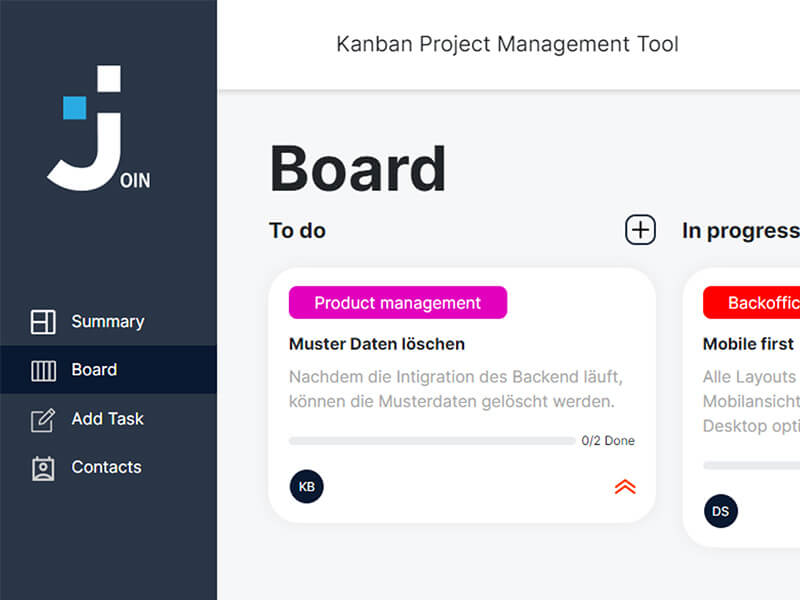 JOIN
Summary
Board
Add Task
Contacts
Kanban Project Management Tool
Board
To do
Product management
Muster Daten löschen
Nachdem die Intigration des Backend läuft,
können die Musterdaten gelöscht werden.
0/2 Done
KB
In progress
Backoffic
Mobile first
Alle Layouts
Mobilansicht
Desktop opti
DS